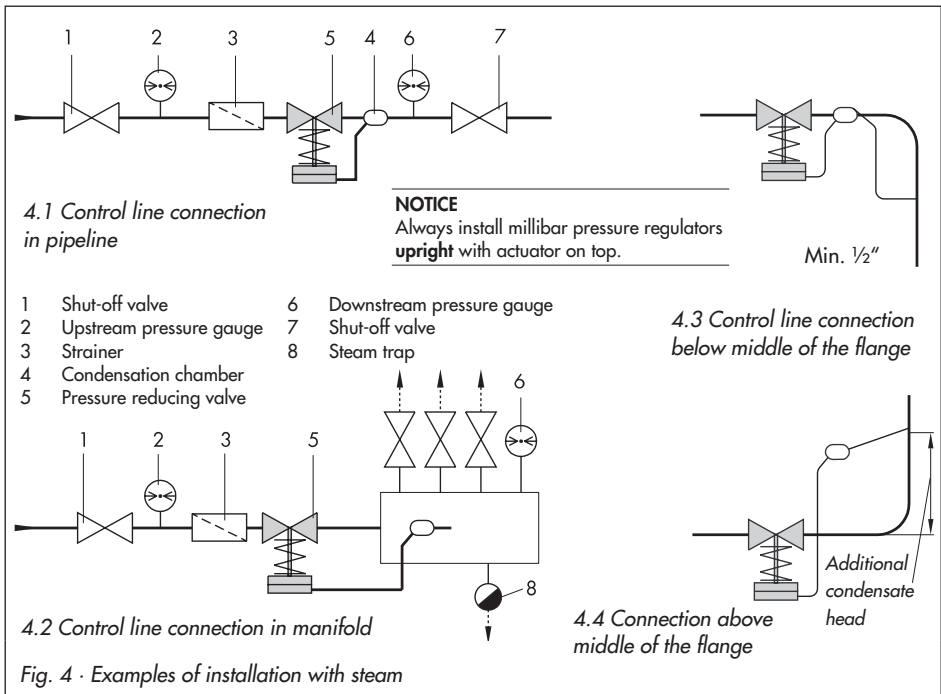 1 2 3 5 4 6 7
4.1 Control line connection
in pipeline
NOTICE
Always install millibar pressure regulators
upright with actuator on top.
Min. ½“
4.3 Control line connection
below middle of the flange
1 Shut-off valve
2 Upstream pressure gauge
3 Strainer
4 Condensation chamber
5 Pressure reducing valve
6 Downstream pressure gauge
7 Shut-off valve
8 Steam trap
1 2 3 5 6
8
4.2 Control line connection in manifold
Additional
condensate
head
4.4 Connection above
middle of the flange
Fig. 4 · Examples of installation with steam